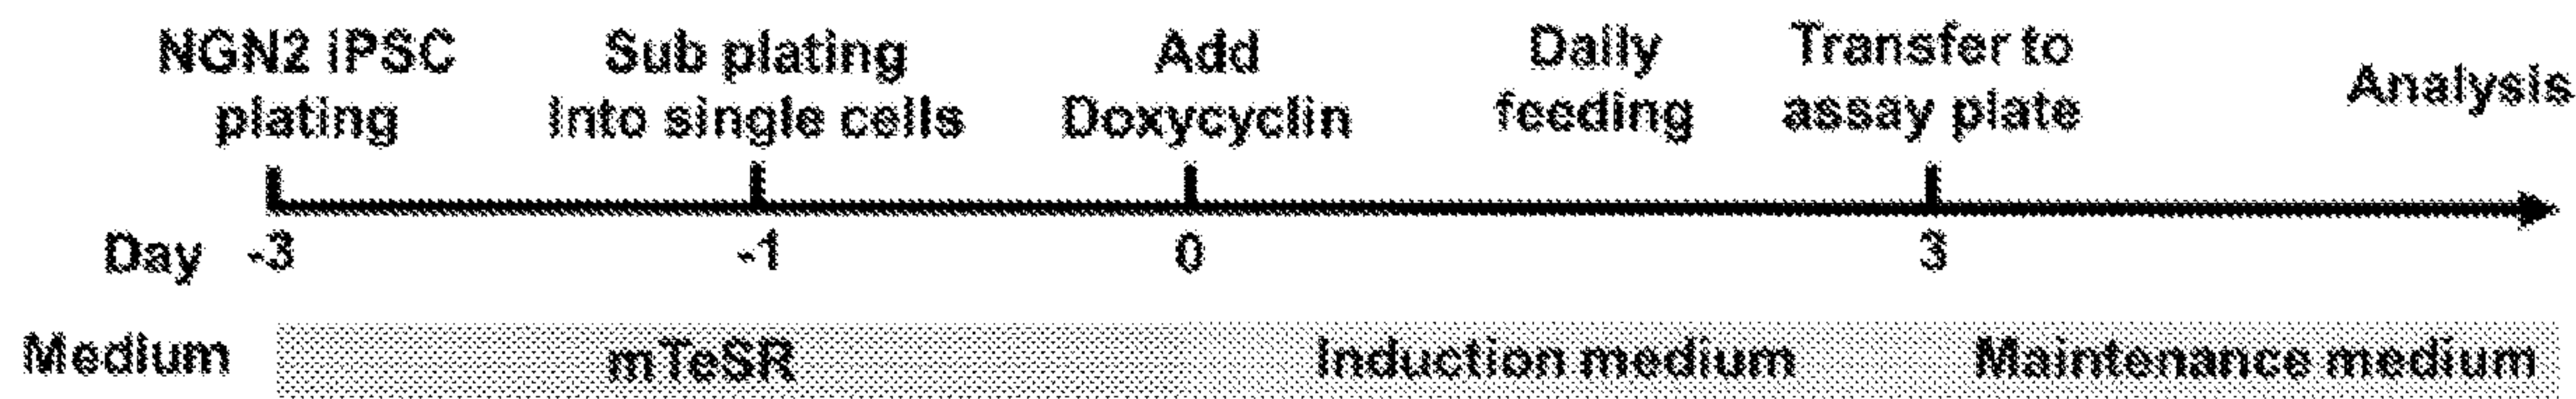 NGN2 iPSC
plating
Sub plating
into single cells
Add
Doxycyclin
Daily
feeding
Transfer to
assay plate
Analysis
Day -3 -1 0 3
Medium mTeSR Induction medium Maintenance medium